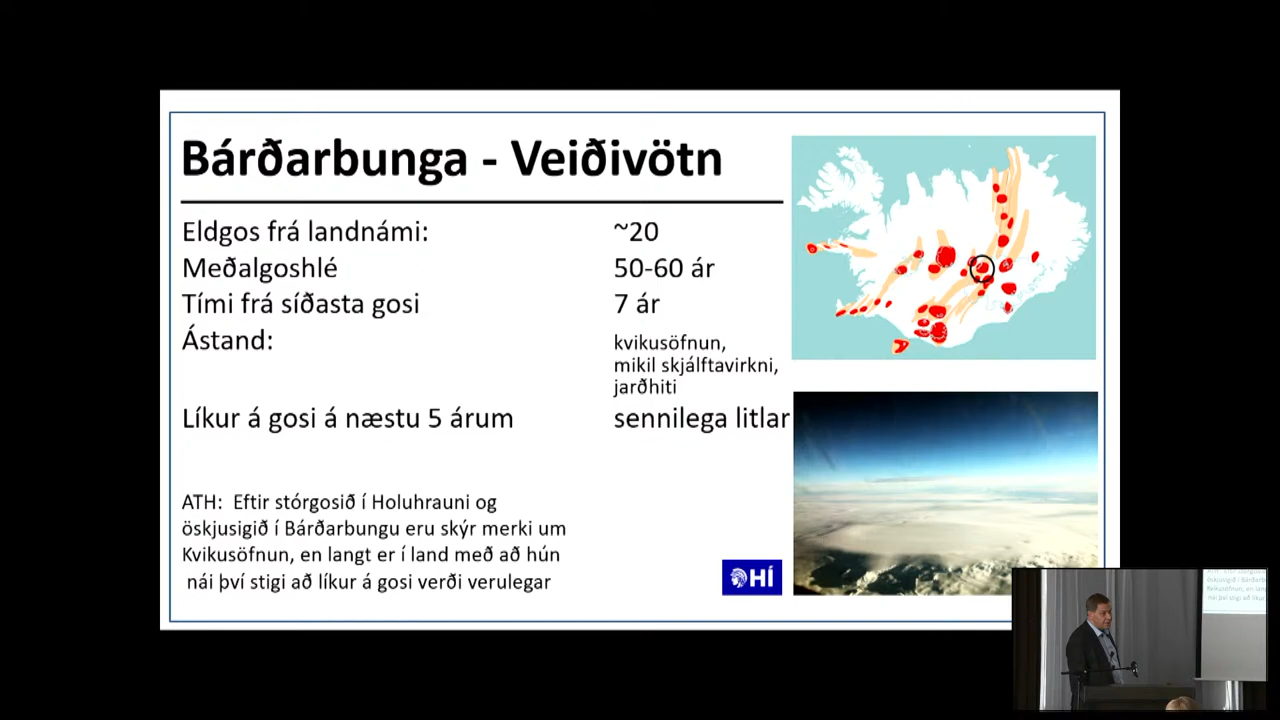 Bárðarbunga - Veiðivötn
Eldgos frá landnámi: ~20
Meðalgoshlé 50-60 ár
Tími frá síðasta gosi 7 ár
Ástand: kvikusöfnun,
mikil skjálftavirkni,
jarðhiti
Líkur á gosi á næstu 5 árum sennilega litlar
ATH: Eftir stórgosið í Holuhrauni og
öskjusigið í Bárðarbungu eru skýr merki um
Kvikusöfnun, en langt er í land með að hún
nái því stigi að líkur á gosi verði verulegar
HÍ